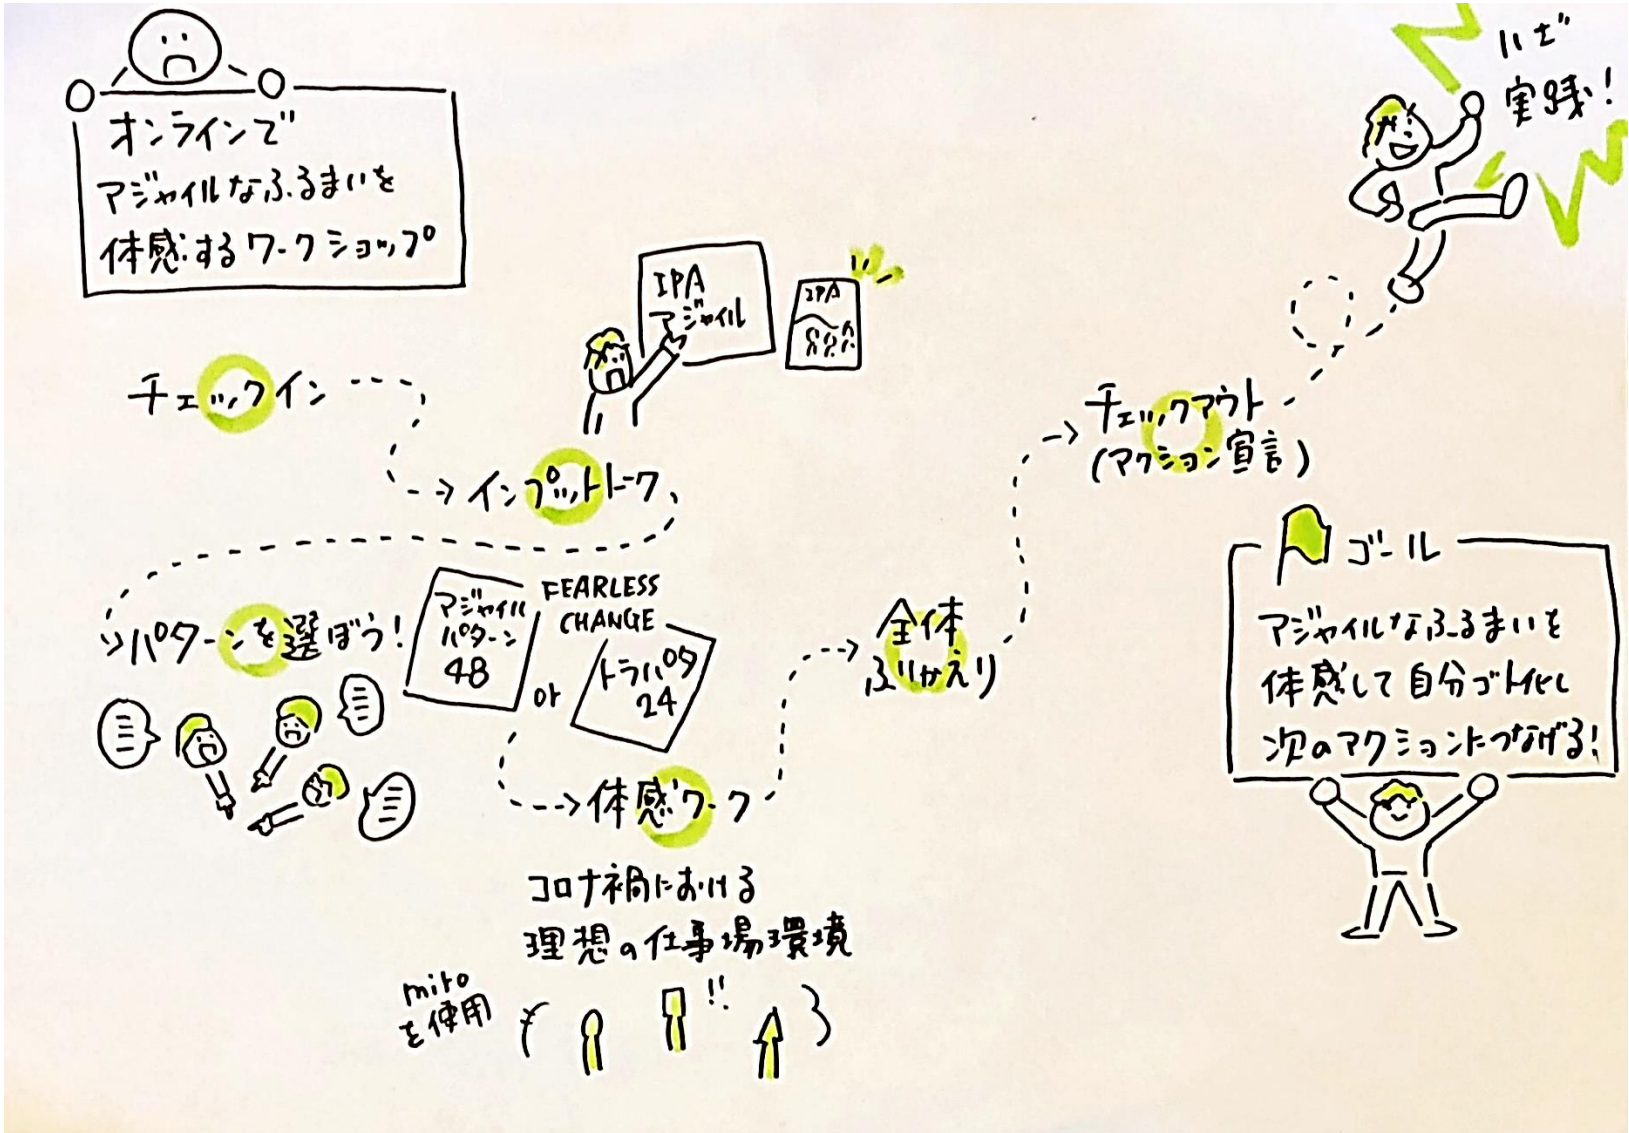 オンラインで
アジャイルなふるまいを
体感するワークショップ
チェックイン
インプットトーク
IPA
アジャイル
IPA
パターンを選ぼう!
アジャイル
パターン
48
FEARLESS
CHANGE
or
トラパタ
24
体感ワーク
コロナ禍における
理想の仕事場環境
miro
を使用
!!
全体
ふりかえり
チェックアウト
(アクション宣言)
いざ
実践!
ゴール
アジャイルなふるまいを
体感して自分ゴト化し
次のアクションにつなげる!